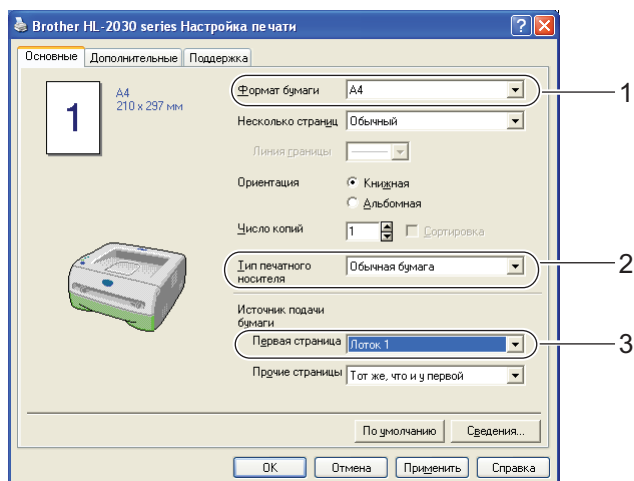 Brother HL-2030 series Настройка печати
Основные Дополнительные Поддержка
1
A4
210 x 297 мм
Формат бумаги A4 1
Несколько страниц Обычный
Линия границы
Ориентация Книжная
Альбомная
Число копий 1 Сортировка
Тип печатного носителя Обычная бумага 2
Источник подачи бумаги
Первая страница Лоток 1 3
Прочие страницы Тот же, что и у первой
По умолчанию Сведения...
OK Отмена Применить Справка